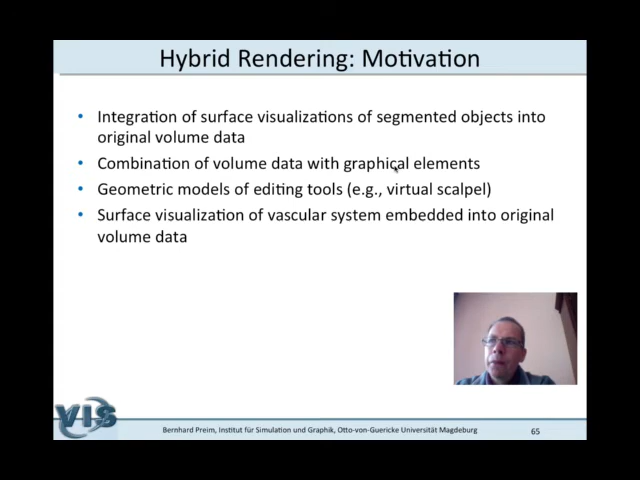 Hybrid Rendering: Motivation
Integration of surface visualizations of segmented objects into
original volume data
Combination of volume data with graphical elements
Geometric models of editing tools (e.g., virtual scalpel)
Surface visualization of vascular system embedded into original
volume data
VIS
Bernhard Preim, Institut für Simulation und Graphik, Otto-von-Guericke Universität Magdeburg
65